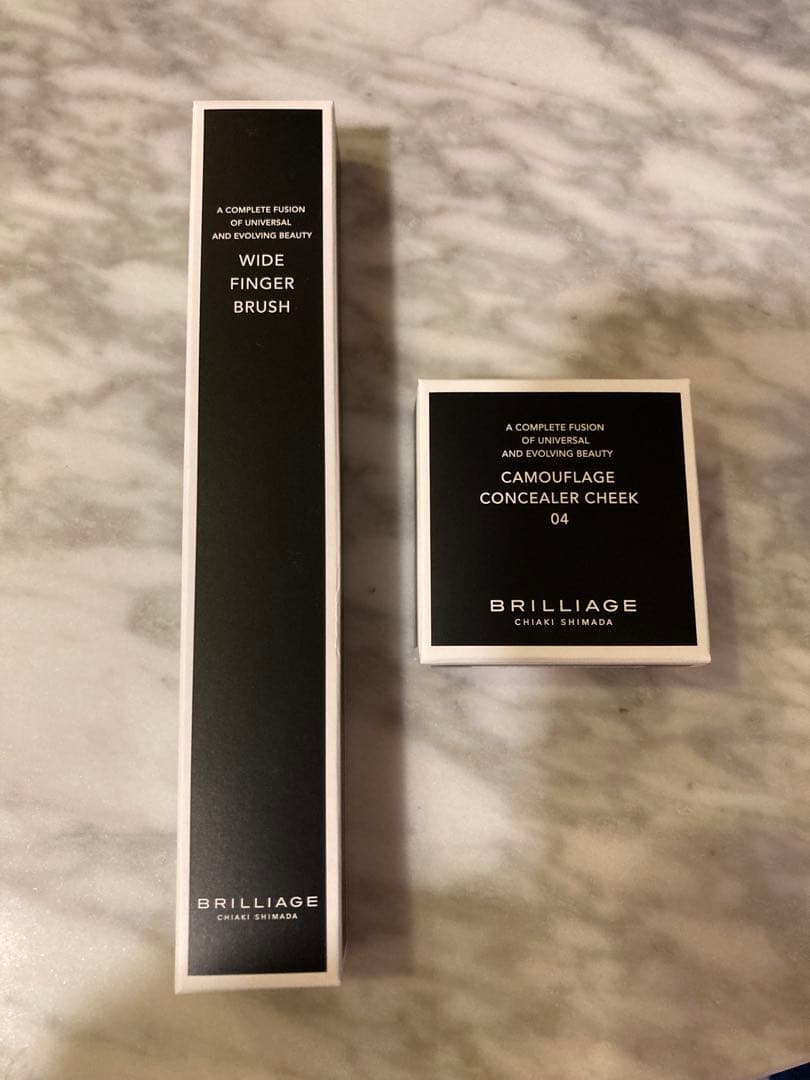 A COMPLETE FUSION
OF UNIVERSAL
AND EVOLVING BEAUTY
WIDE
FINGER
BRUSH
BRILLIAGE
CHIAKI SHIMADA
A COMPLETE FUSION
OF UNIVERSAL
AND EVOLVING BEAUTY
CAMOUFLAGE
CONCEALER CHEEK
04
BRILLIAGE
CHIAKI SHIMADA